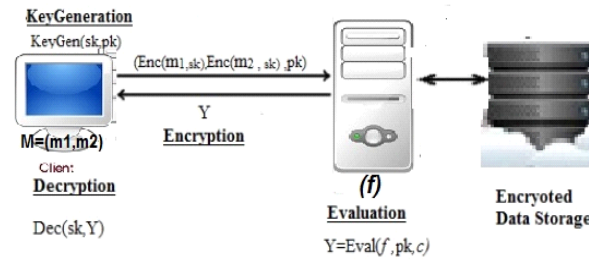 KeyGeneration
KeyGen(sk,pk)
(Enc(m1,sk),Enc(m2 , sk) ,pk)
Y
Encryption
M=(m1,m2)
Client
Decryption
Dec(sk,Y)
(f)
Evaluation
Y=Eval(f ,pk,c)
Encryoted
Data Storage